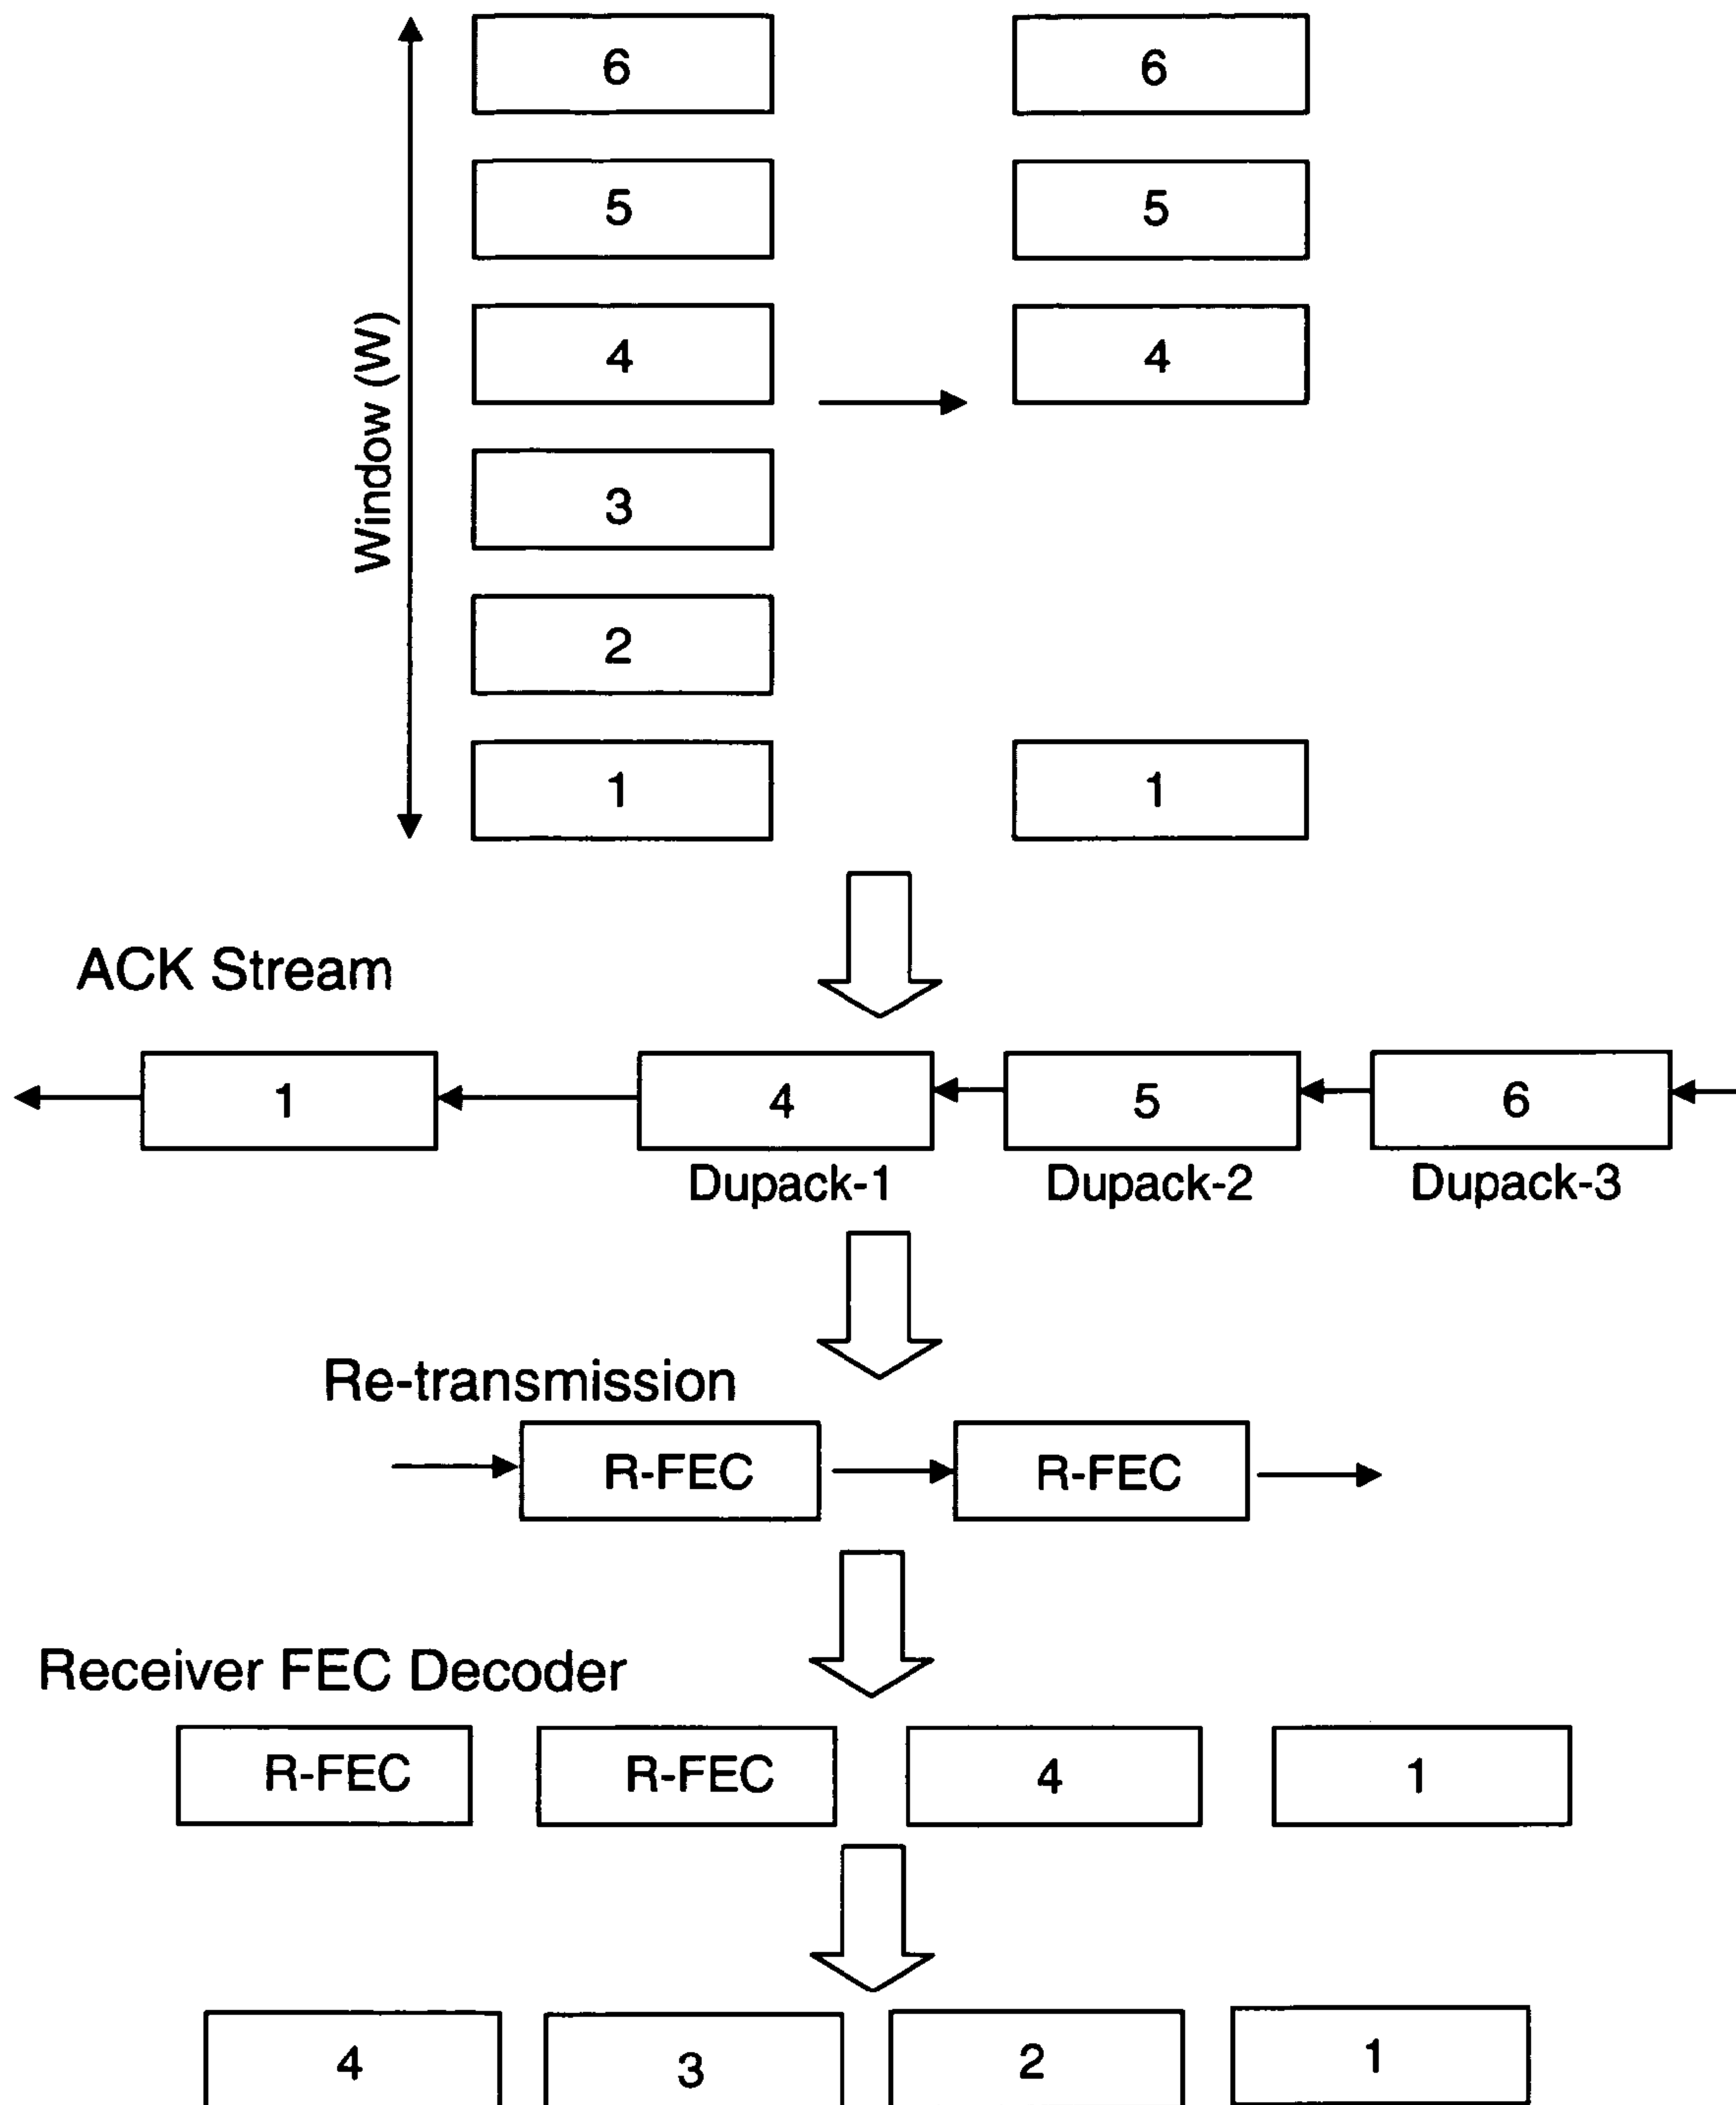 6 6
5 5
4 4
Window (W)
3
2
1 1
ACK Stream
1 4 5 6
Dupack-1 Dupack-2 Dupack-3
Re-transmission
R-FEC R-FEC
Receiver FEC Decoder
R-FEC R-FEC 4 1
4 3 2 1